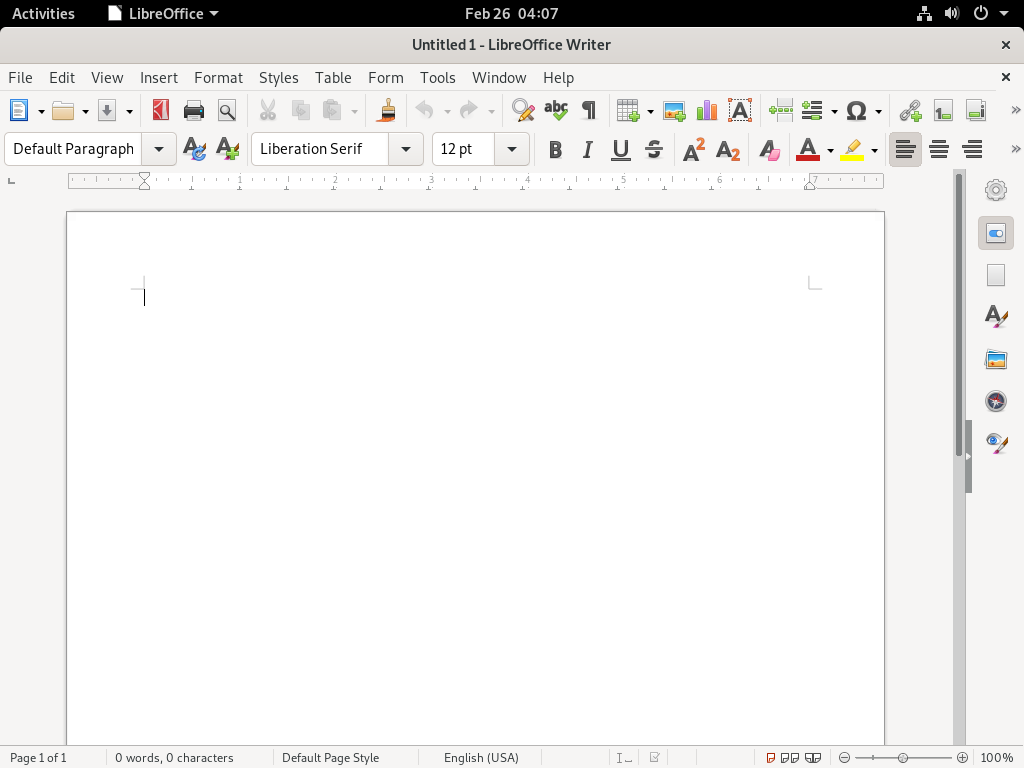 Activities LibreOffice Feb 26 04:07
Untitled 1 - LibreOffice Writer
File Edit View Insert Format Styles Table Form Tools Window Help
Default Paragraph Liberation Serif 12 pt
1 2 3 4 5 6 7
Page 1 of 1 0 words, 0 characters Default Page Style English (USA) 100%